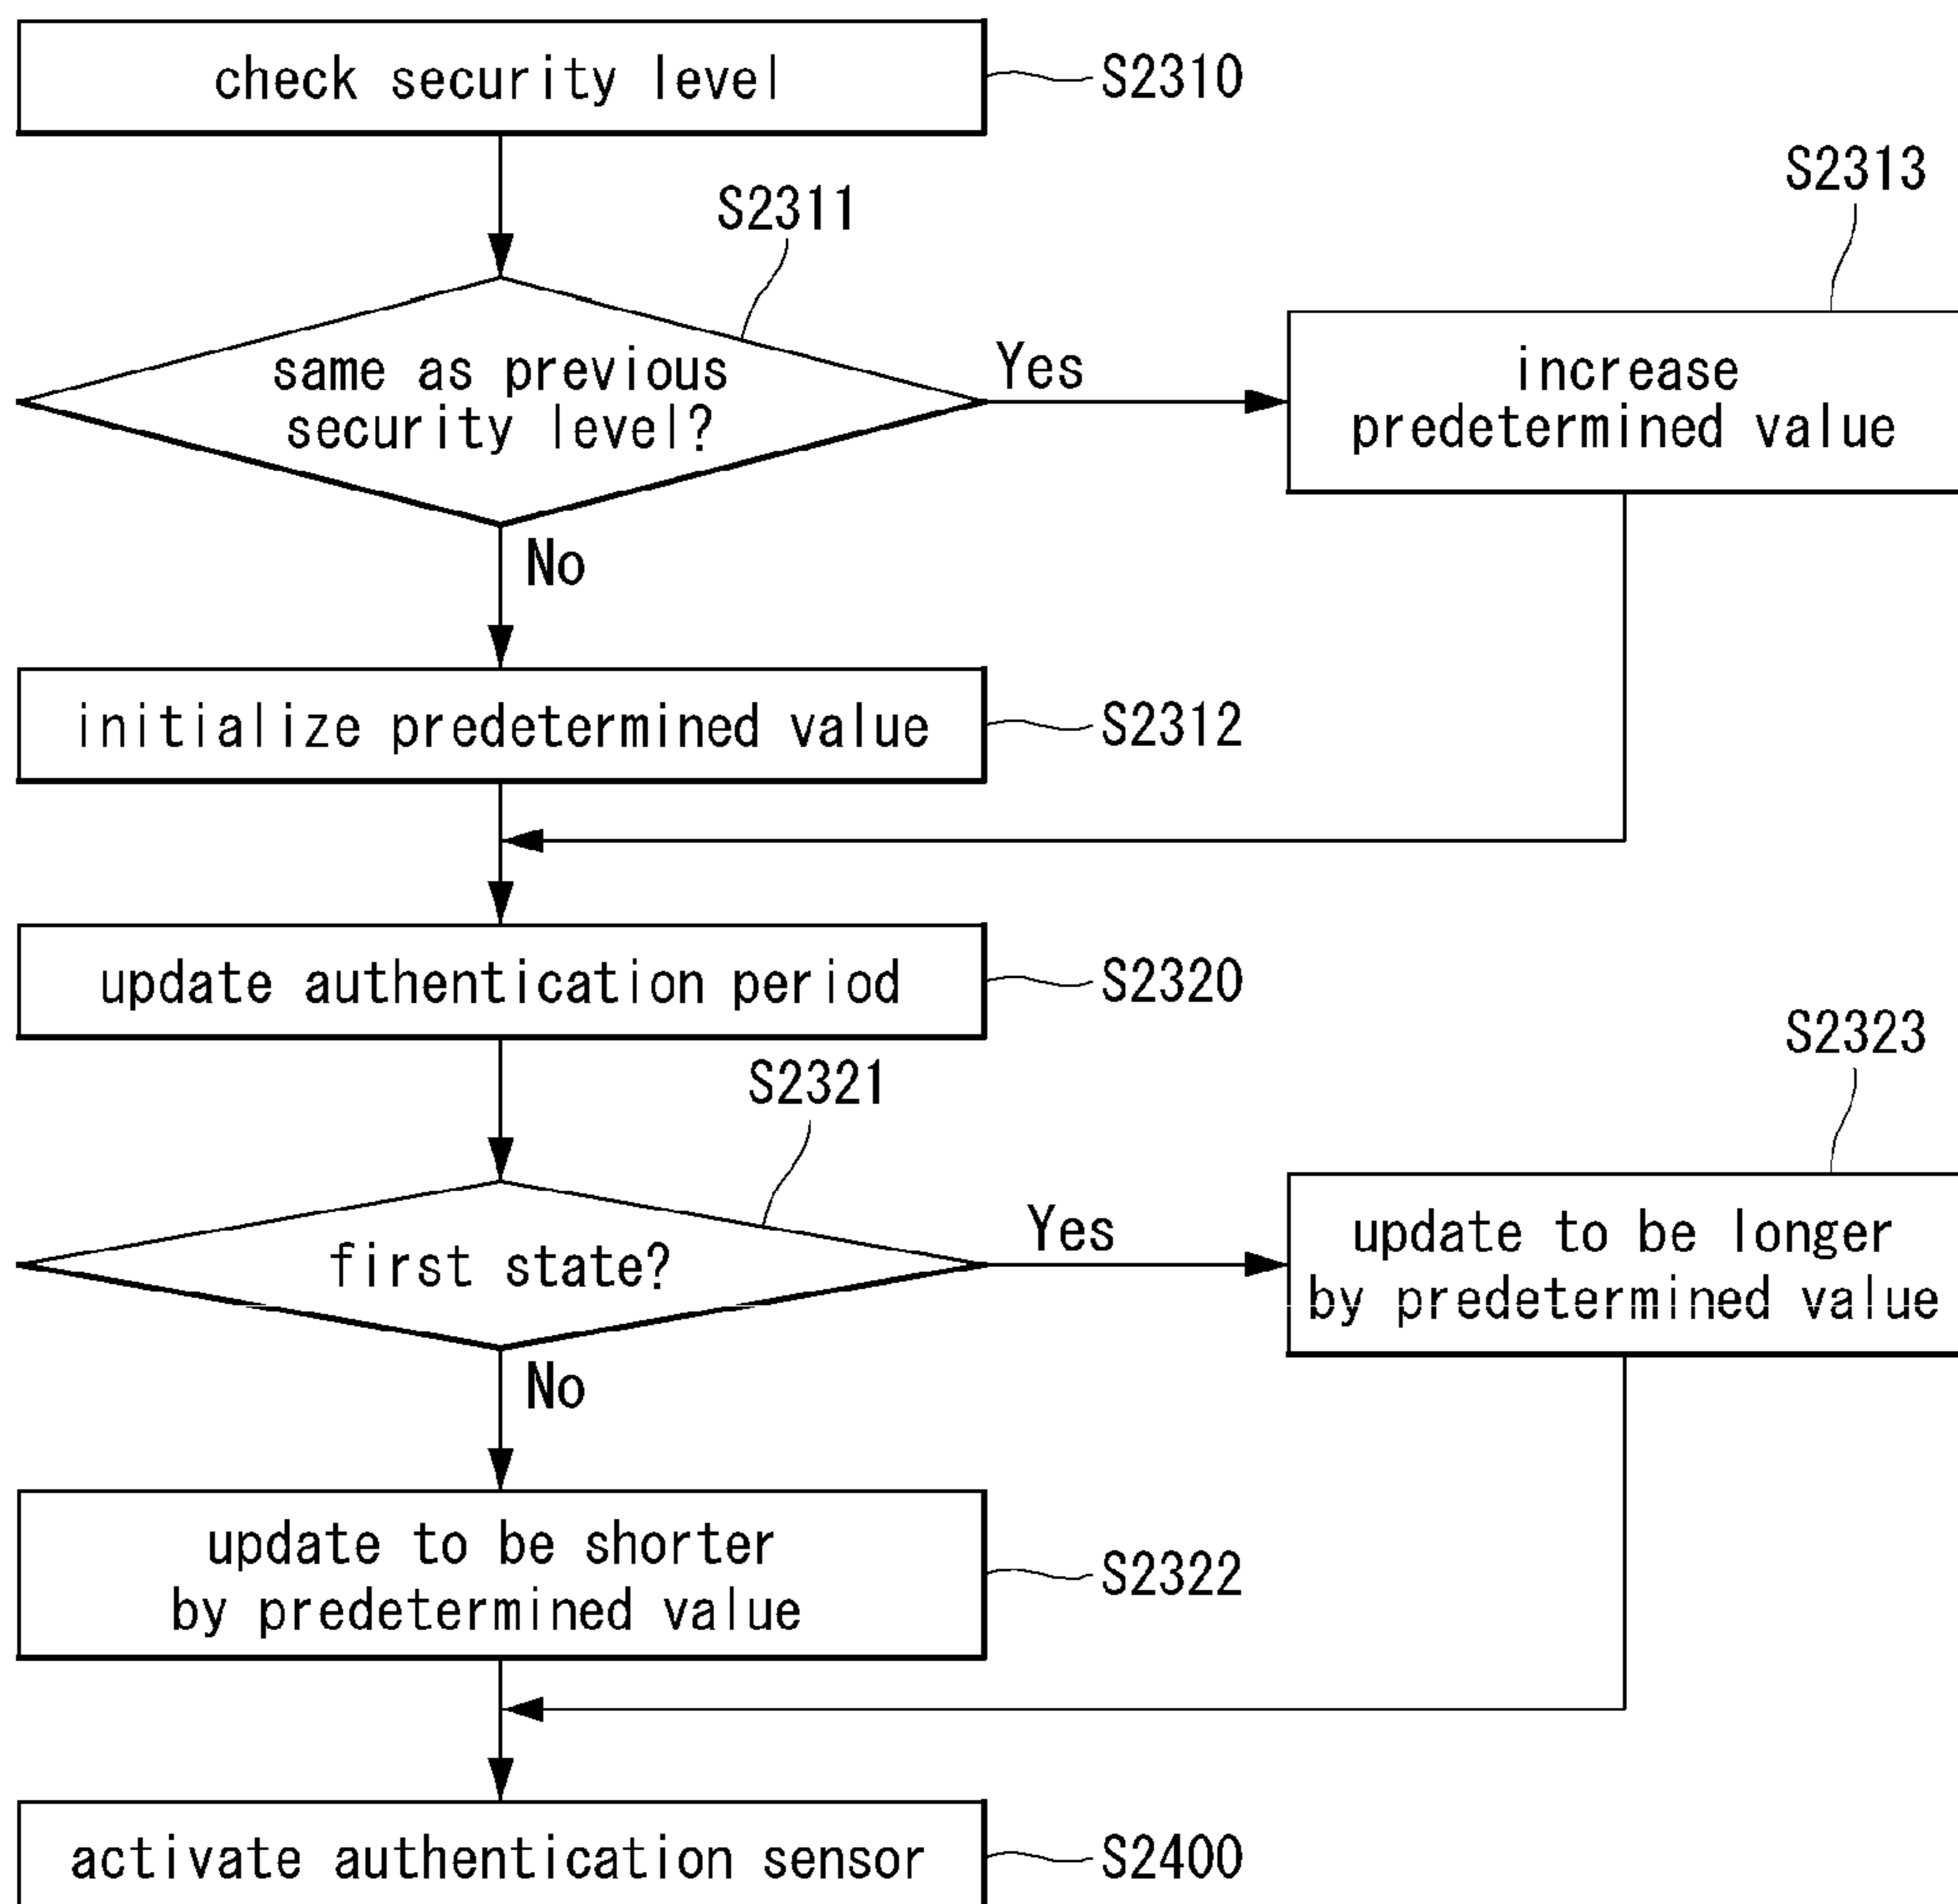 check security level
S2310
S2311
S2313
same as previous
security level?
Yes
increase
predetermined value
No
initialize predetermined value
S2312
update authentication period
S2320
S2321
S2323
first state?
Yes
update to be longer
by predetermined value
No
update to be shorter
by predetermined value
S2322
activate authentication sensor
S2400